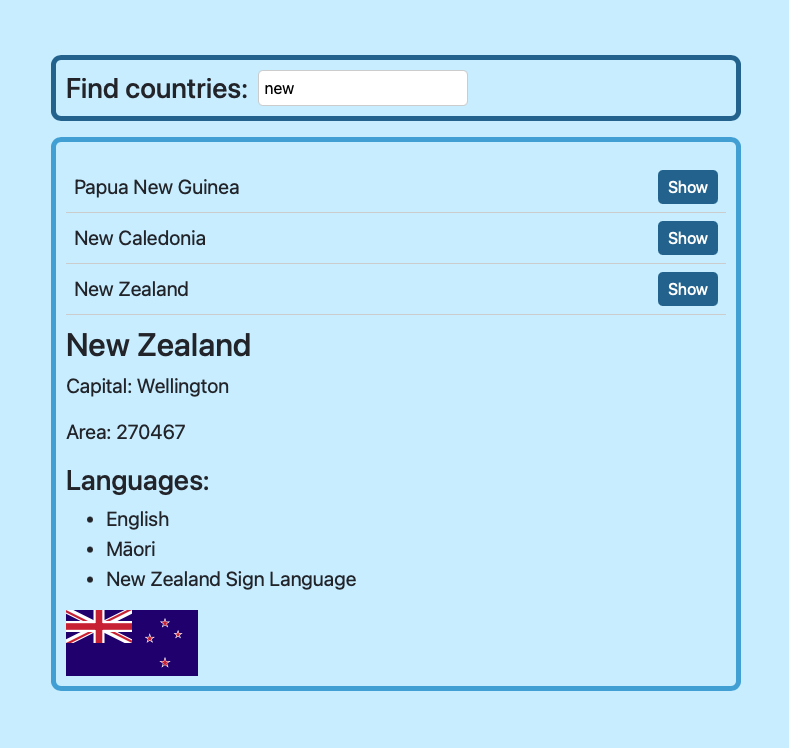 Find countries: new
Papua New Guinea Show
New Caledonia Show
New Zealand Show
New Zealand
Capital: Wellington
Area: 270467
Languages:
English
Māori
New Zealand Sign Language